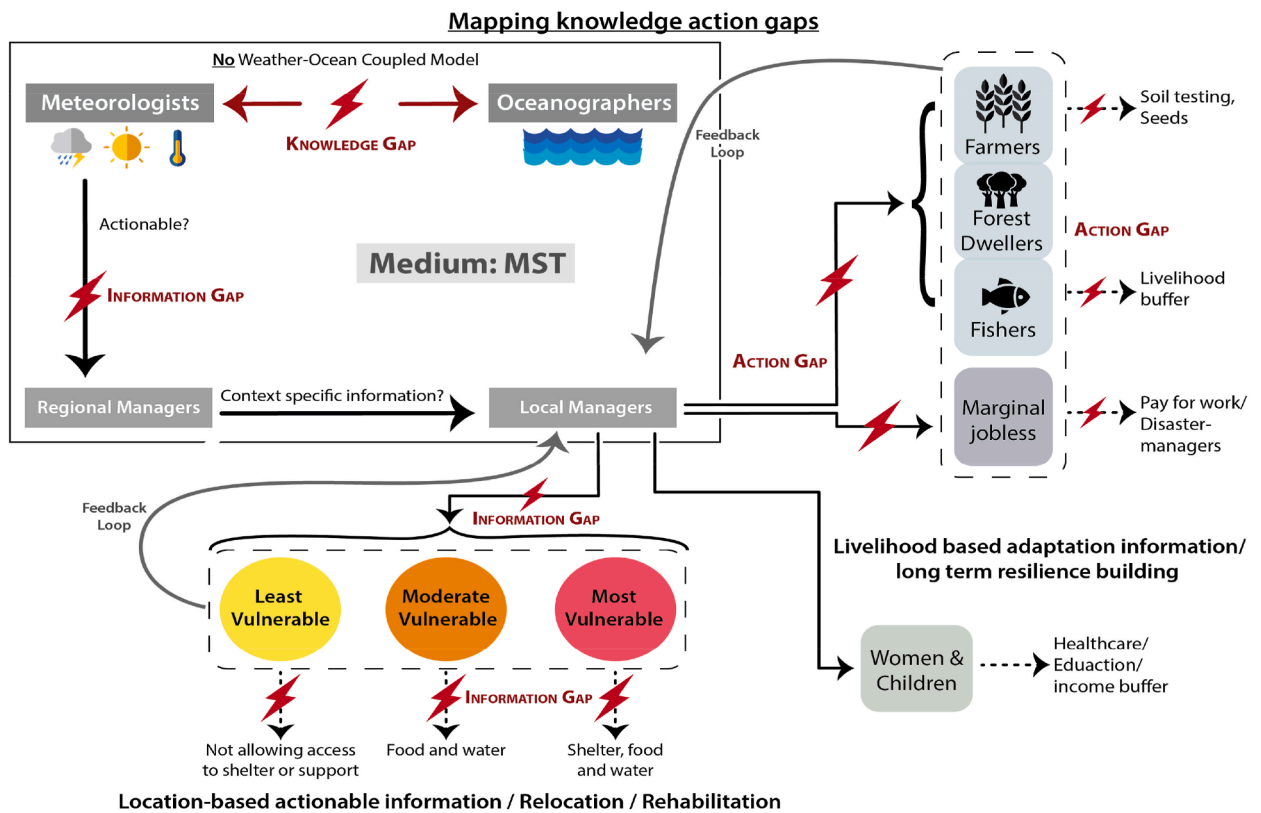 Mapping knowledge action gaps
No Weather-Ocean Coupled Model
Meteorologists
Oceanographers
KNOWLEDGE GAP
Actionable?
INFORMATION GAP
Medium: MST
Regional Managers
Context specific information?
Local Managers
Feedback
Loop
ACTION GAP
Farmers
Forest
Dwellers
Fishers
Marginal
jobless
Soil testing,
Seeds
ACTION GAP
Livelihood
buffer
Pay for work/
Disaster-
managers
Feedback
Loop
INFORMATION GAP
Least
Vulnerable
Moderate
Vulnerable
Most
Vulnerable
INFORMATION GAP
Not allowing access
to shelter or support
Food and water
Shelter, food
and water
Location-based actionable information / Relocation / Rehabilitation
Livelihood based adaptation information/
long term resilience building
Women &
Children
Healthcare/
Eduaction/
income buffer